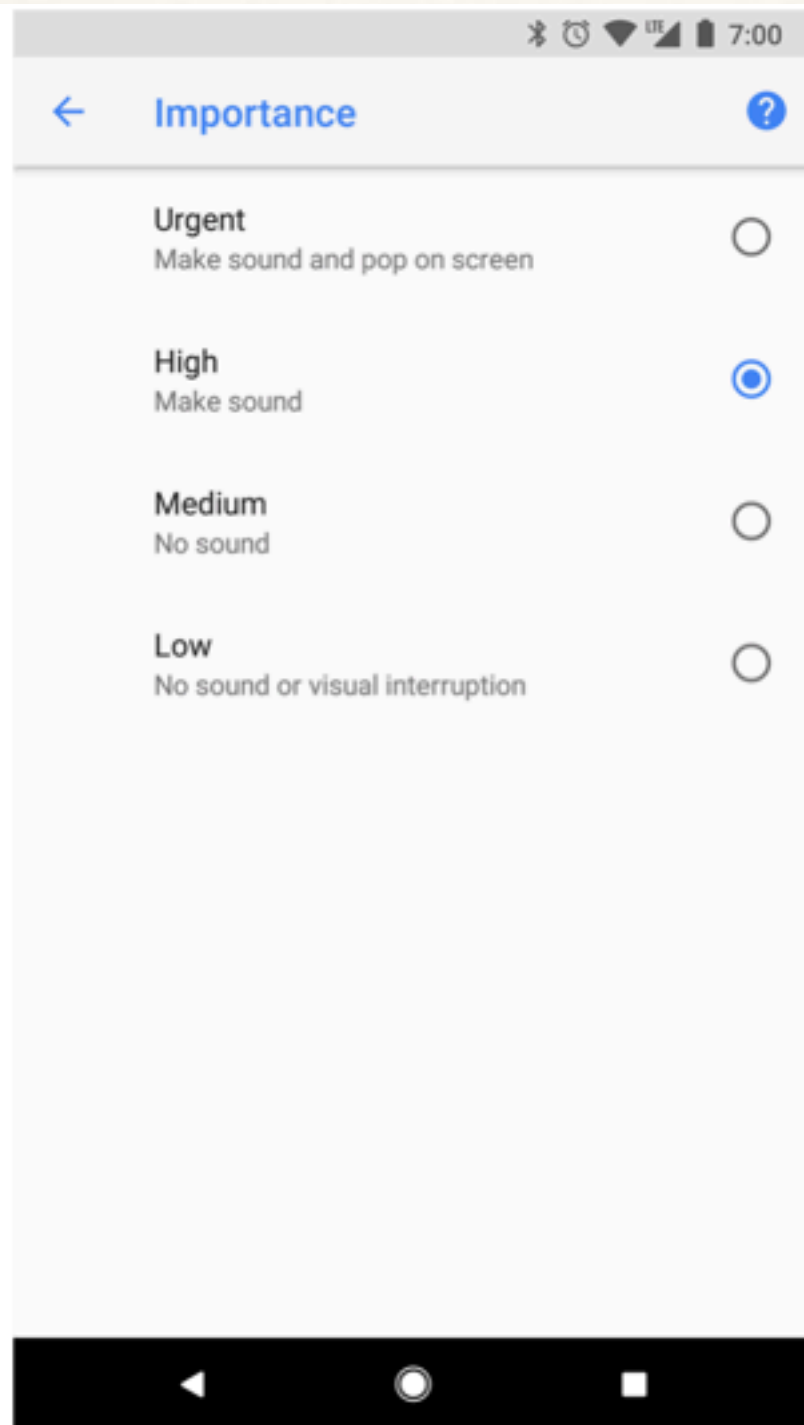 LTE 7:00
Importance
Urgent
Make sound and pop on screen
High
Make sound
Medium
No sound
Low
No sound or visual interruption